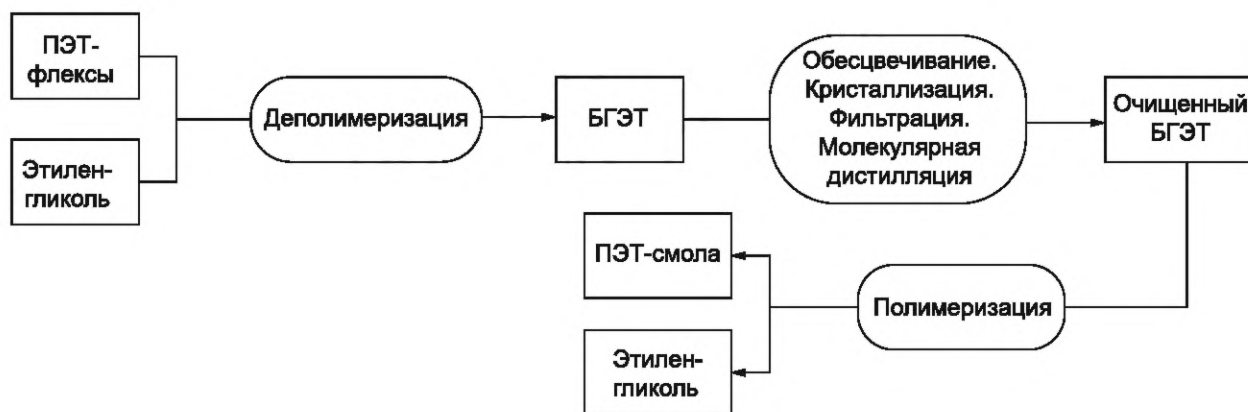 ПЭТ-
флексы
Этилен-
гликоль
Деполимеризация
БГЭТ
Обесцвечивание.
Кристаллизация.
Фильтрация.
Молекулярная
дистилляция
Очищенный
БГЭТ
ПЭТ-смола
Этилен-
гликоль
Полимеризация